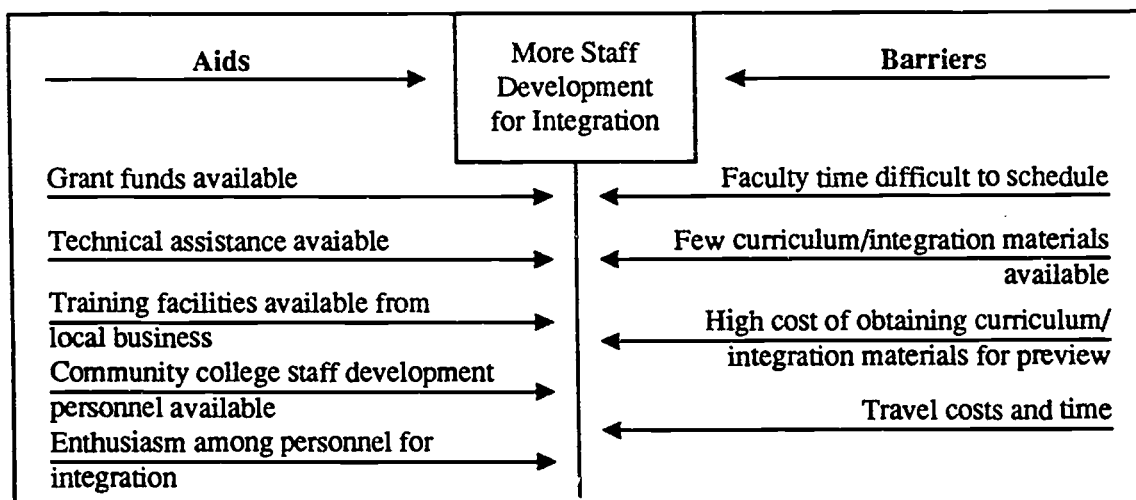 Aids
More Staff
Development
for Integration
Barriers
Grant funds available
Technical assistance avaiable
Training facilities available from
local business
Community college staff development
personnel available
Enthusiasm among personnel for
integration
Faculty time difficult to schedule
Few curriculum/integration materials
available
High cost of obtaining curriculum/
integration materials for preview
Travel costs and time